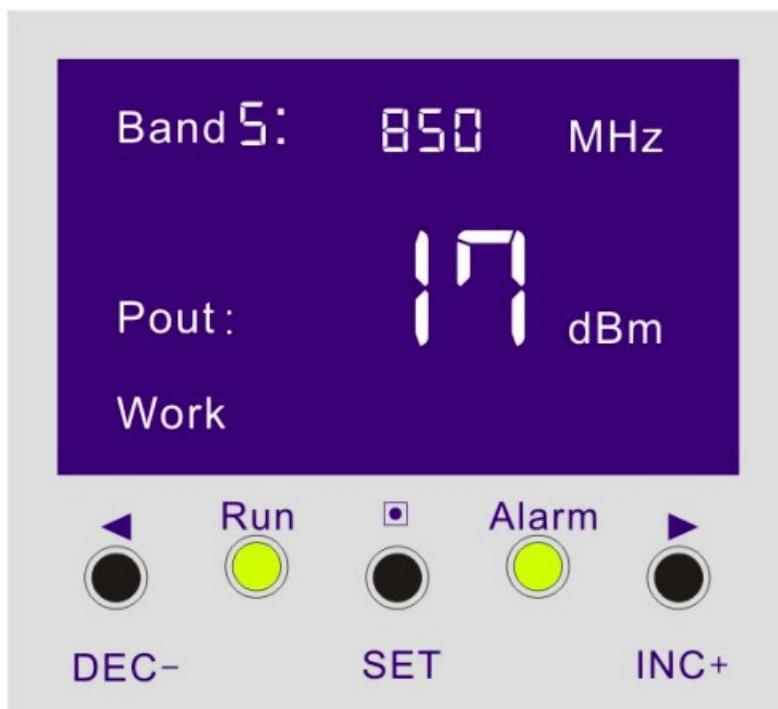 Band 5: 850 MHz
Pout: 17 dBm
Work
Run Alarm
DEC- SET INC+